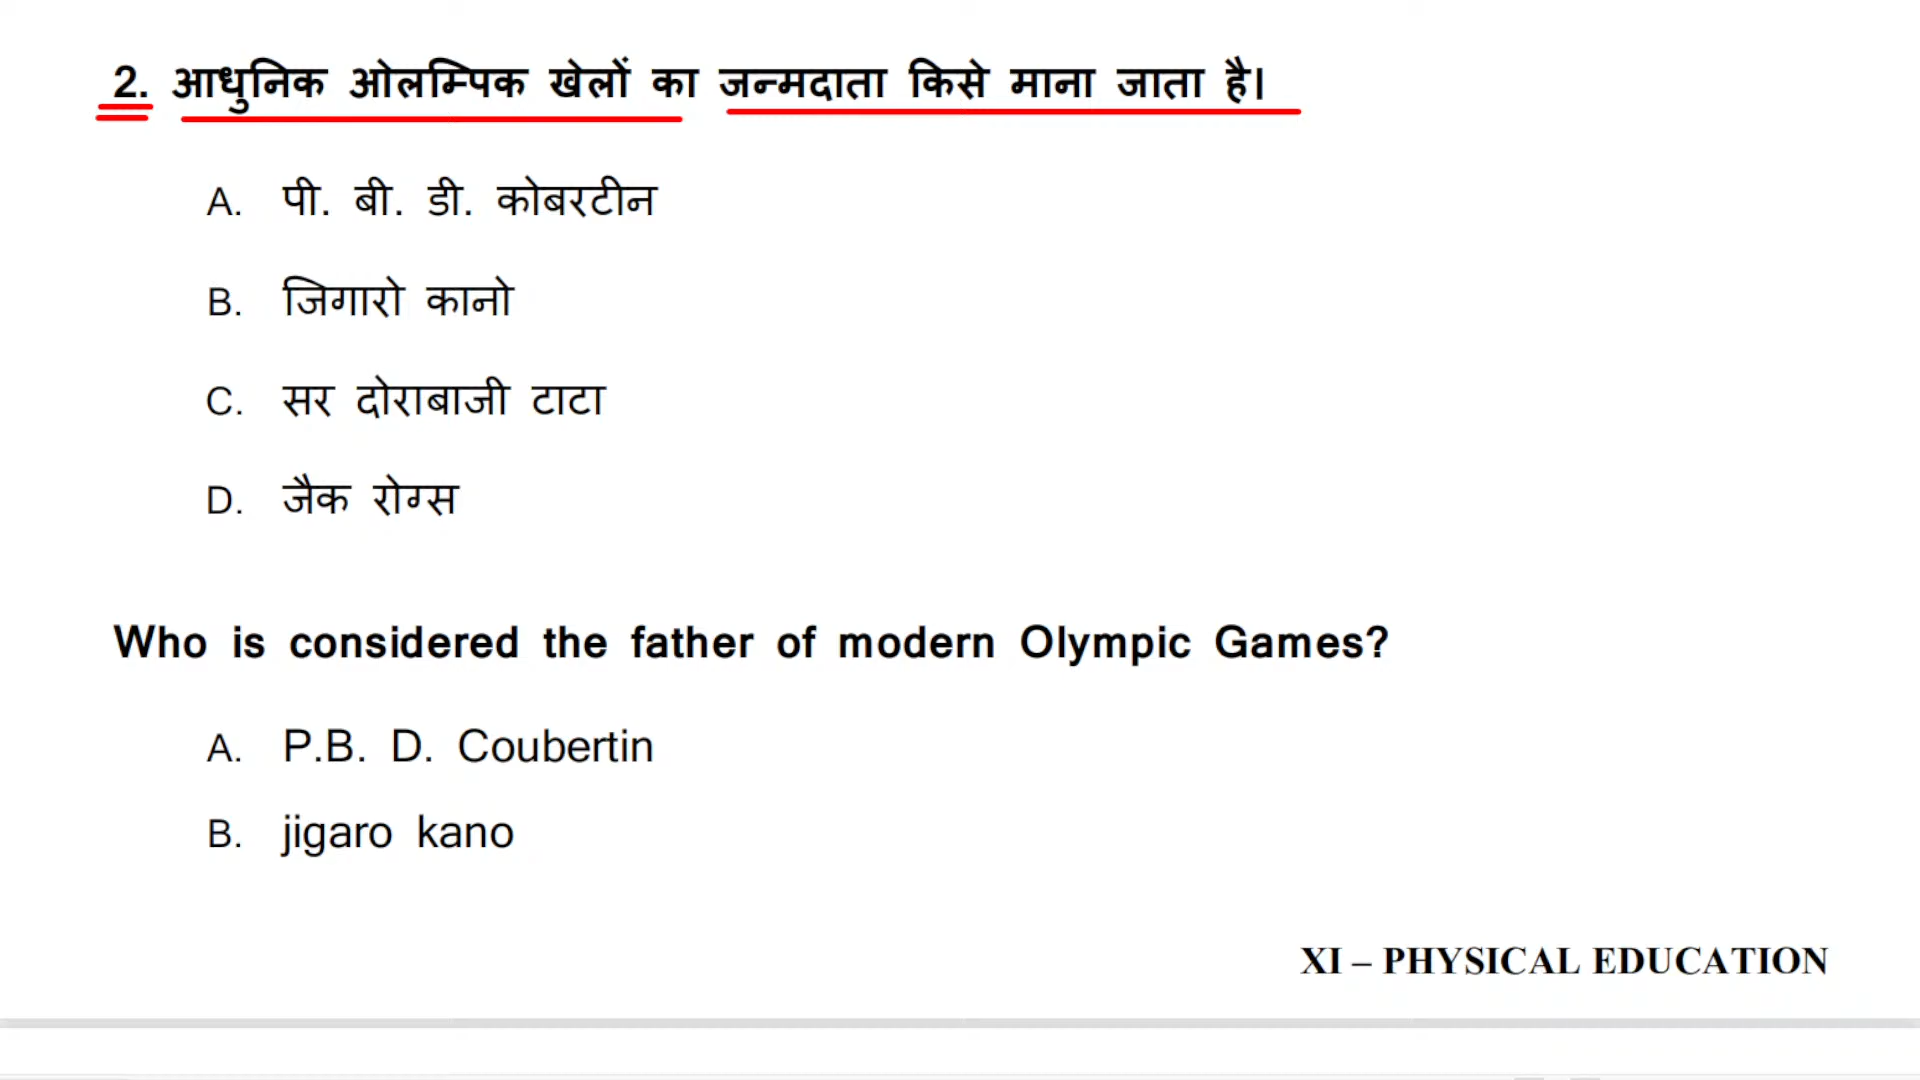 2. आधुनिक ओलम्पिक खेलों का जन्मदाता किसे माना जाता है।
A. पी. बी. डी. कोबरटीन
B. जिगारो कानो
C. सर दोराबाजी टाटा
D. जैक रोग्स
Who is considered the father of modern Olympic Games?
A. P.B. D. Coubertin
B. jigaro kano
XI – PHYSICAL EDUCATION